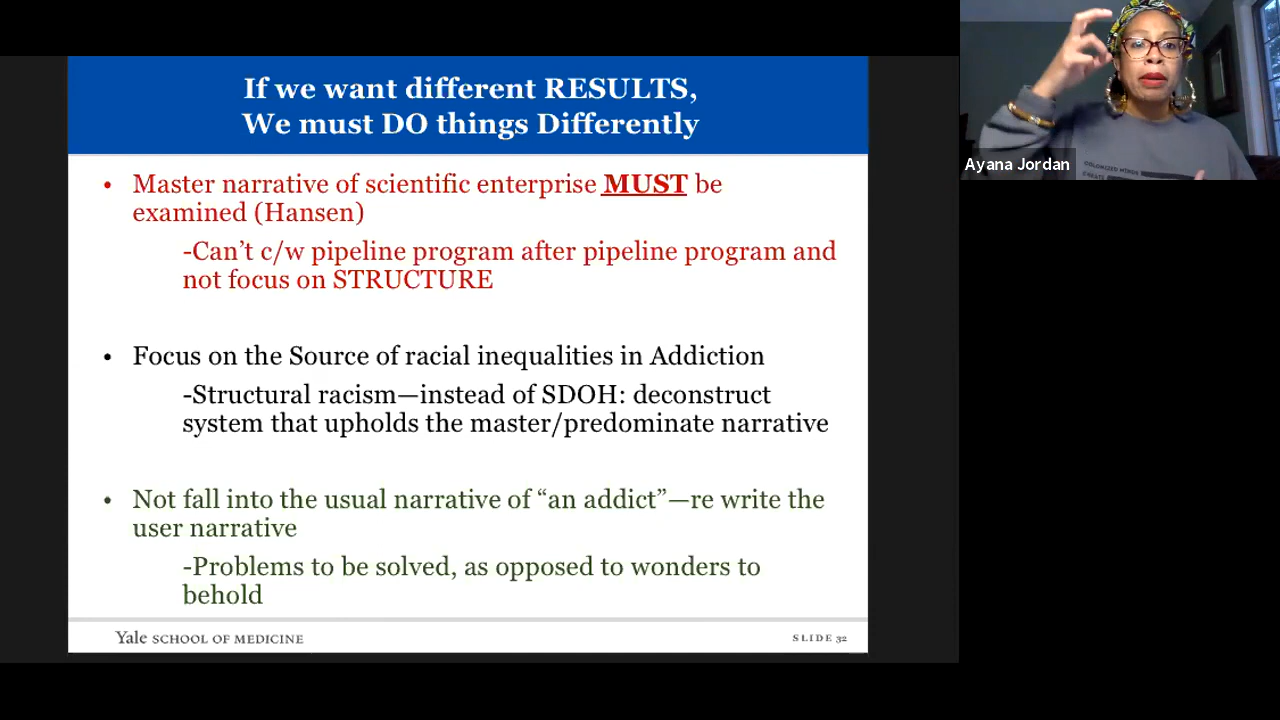 If we want different RESULTS,
We must DO things Differently
• Master narrative of scientific enterprise MUST be
examined (Hansen)
-Can't c/w pipeline program after pipeline program and
not focus on STRUCTURE
• Focus on the Source of racial inequalities in Addiction
-Structural racism—instead of SDOH: deconstruct
system that upholds the master/predominate narrative
• Not fall into the usual narrative of “an addict”—re write the
user narrative
-Problems to be solved, as opposed to wonders to
behold
Yale SCHOOL OF MEDICINE
SLIDE 32
Ayana Jordan